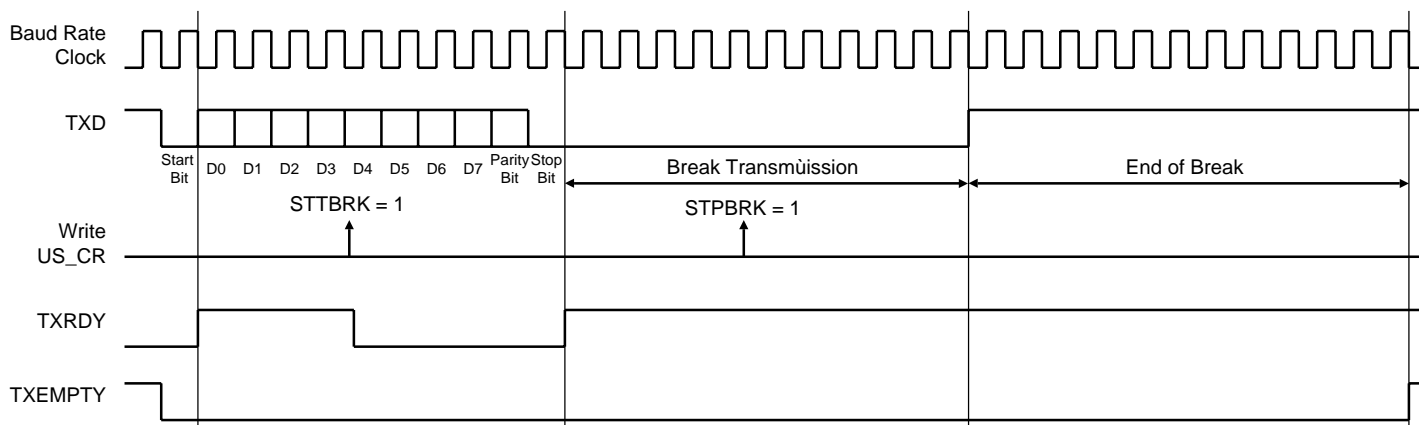 Baud Rate
Clock
TXD
Start
Bit
D0 D1 D2 D3 D4 D5 D6 D7
Parity
Bit
Stop
Bit
Break Transmùission
End of Break
STTBRK = 1
STPBRK = 1
Write
US_CR
TXRDY
TXEMPTY